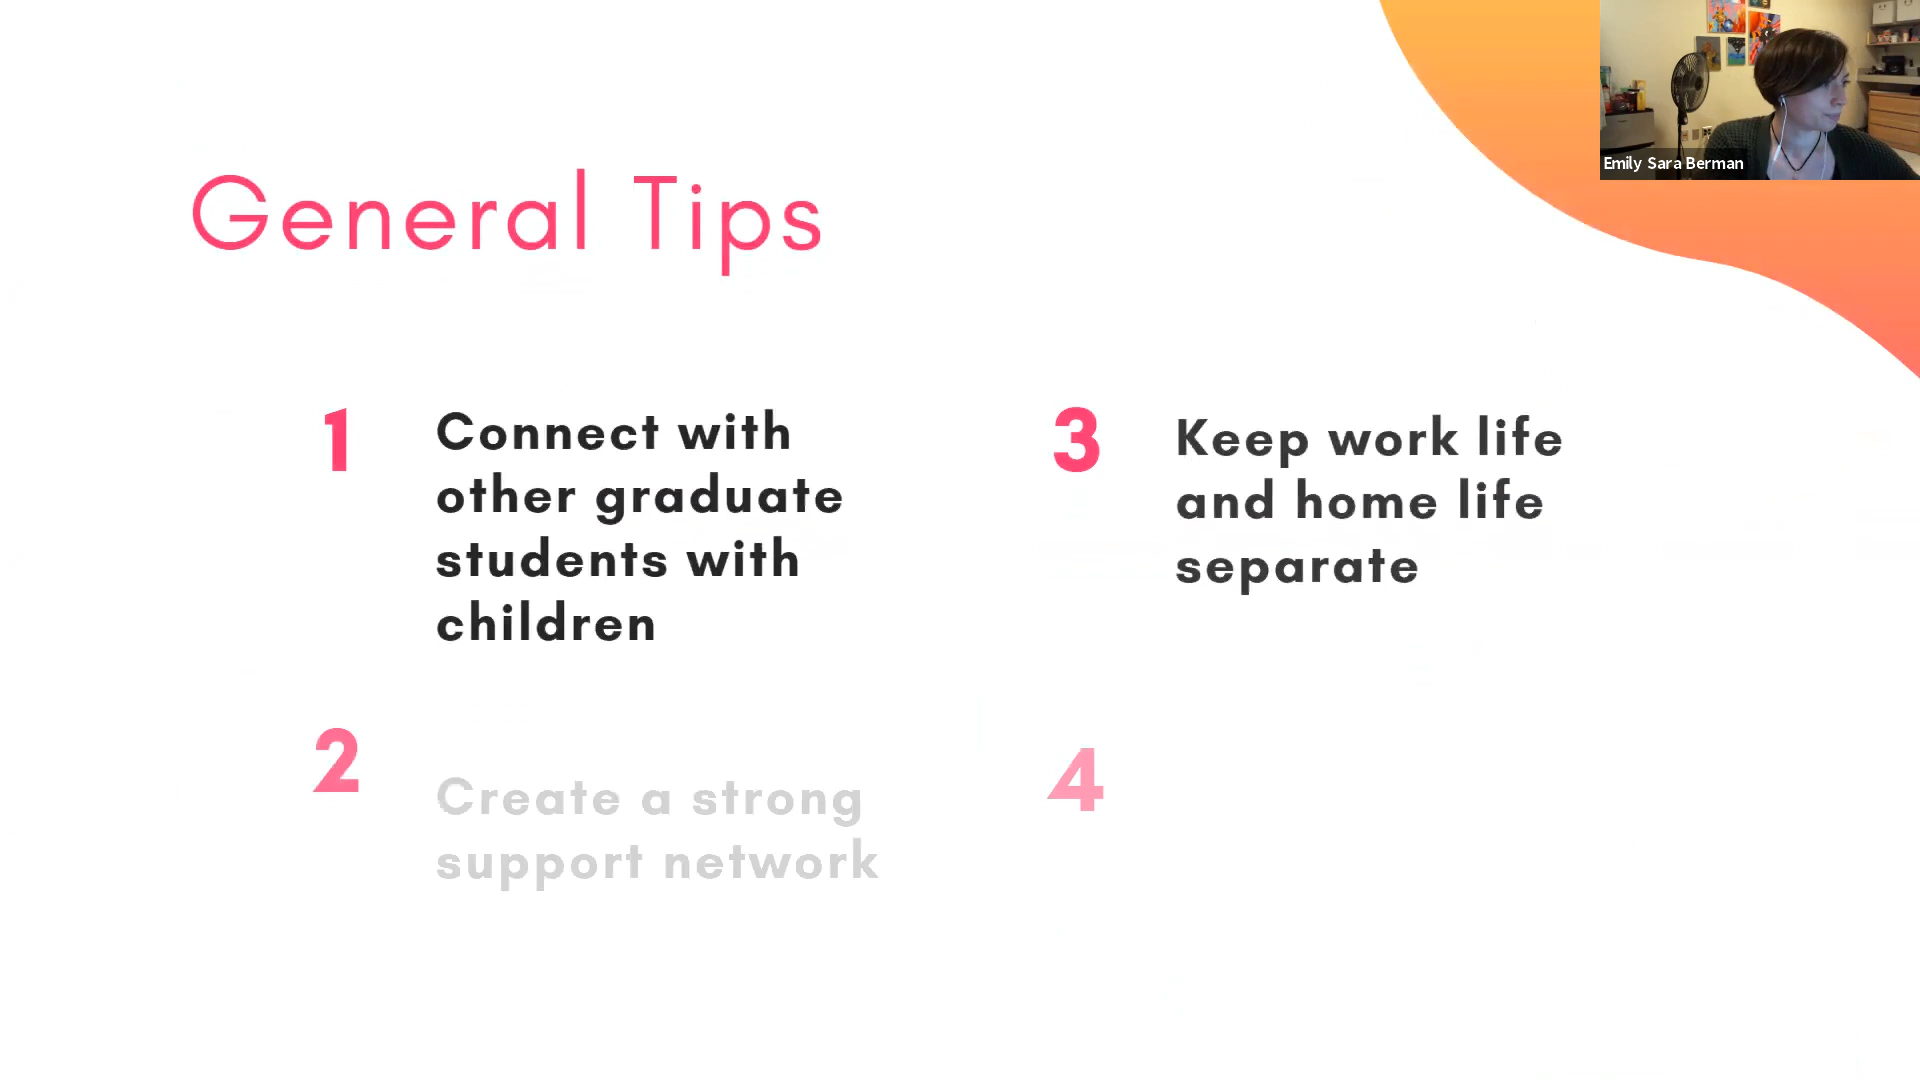 General Tips
1
Connect with
other graduate
students with
children
2
Create a strong
support network
3
Keep work life
and home life
separate
4
Emily Sara Berman